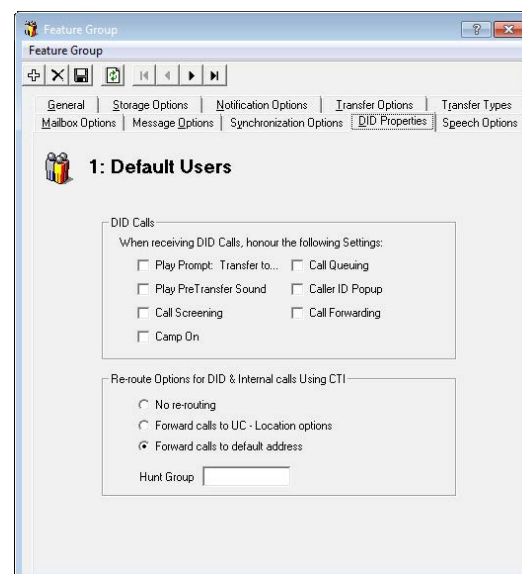 Feature Group
Feature Group
General Storage Options Notification Options Transfer Options Transfer Types
Mailbox Options Message Options Synchronization Options DID Properties Speech Options
1: Default Users
DID Calls
When receiving DID Calls, honour the following Settings:
Play Prompt: Transfer to... Call Queuing
Play PreTransfer Sound Caller ID Popup
Call Screening Call Forwarding
Camp On
Re-route Options for DID & Internal calls Using CTI
No re-routing
Forward calls to UC - Location options
Forward calls to default address
Hunt Group